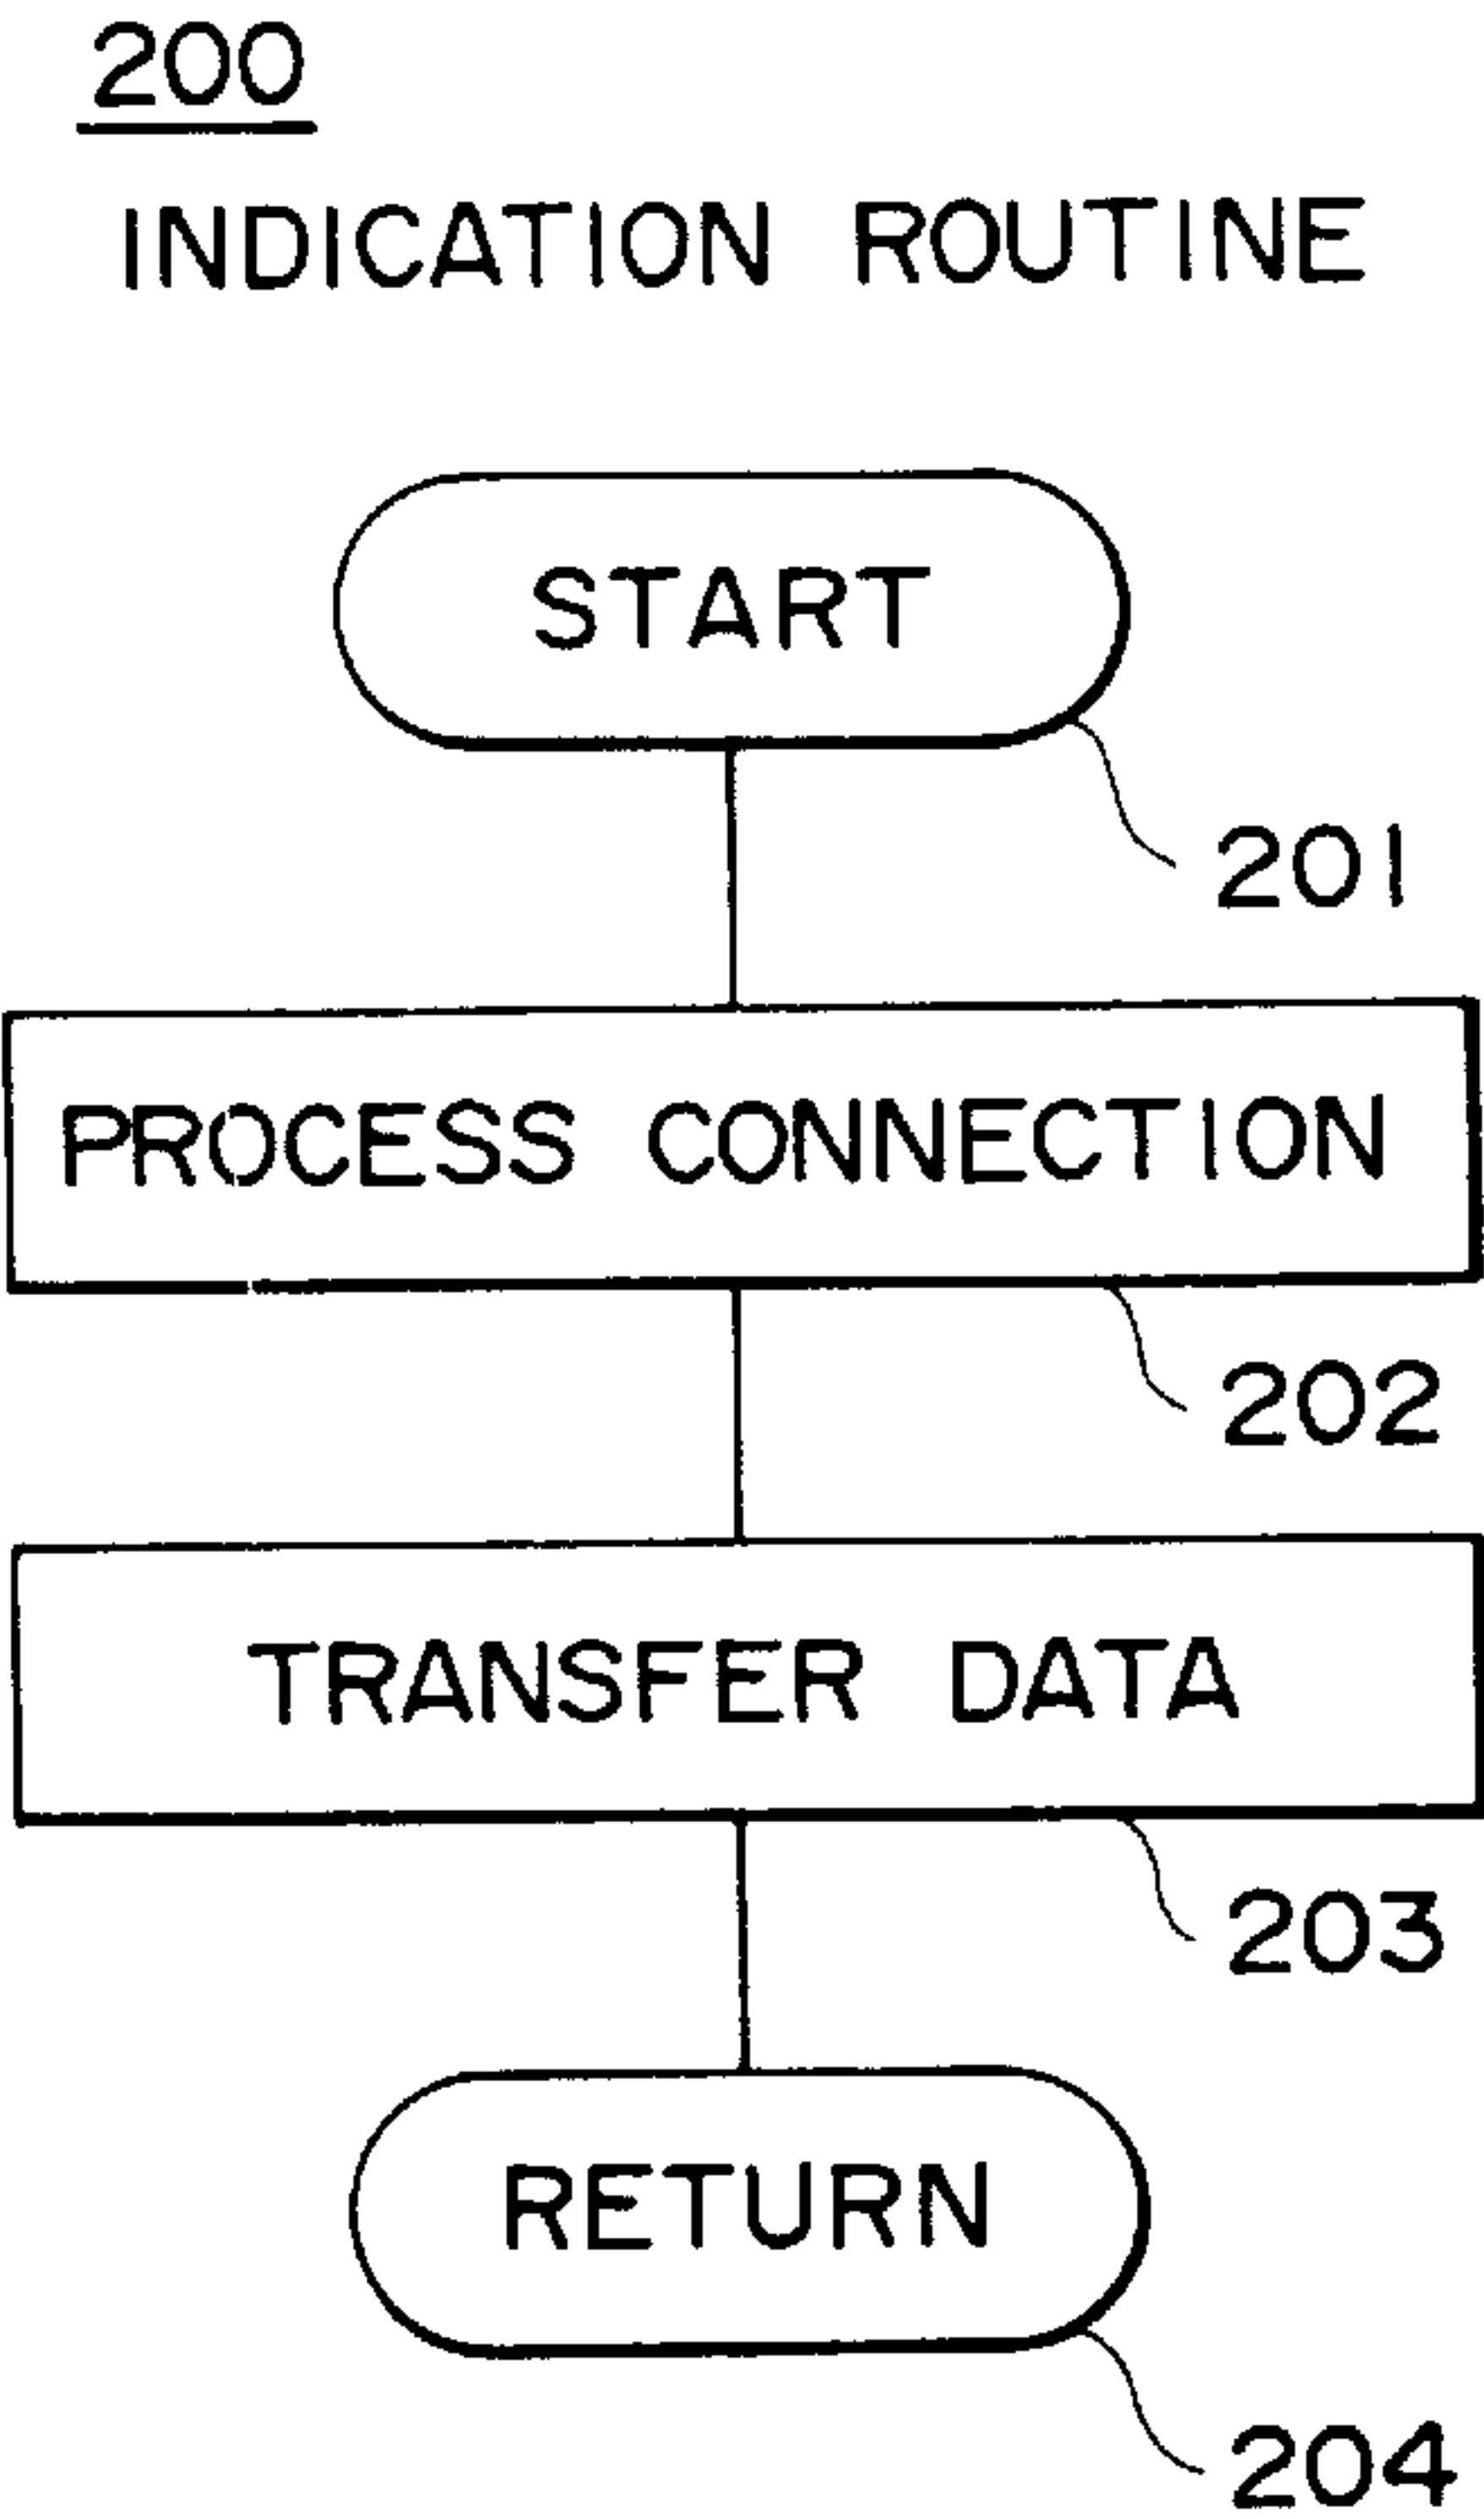 200
INDICATION ROUTINE
START
201
PROCESS CONNECTION
202
TRANSFER DATA
203
RETURN
204